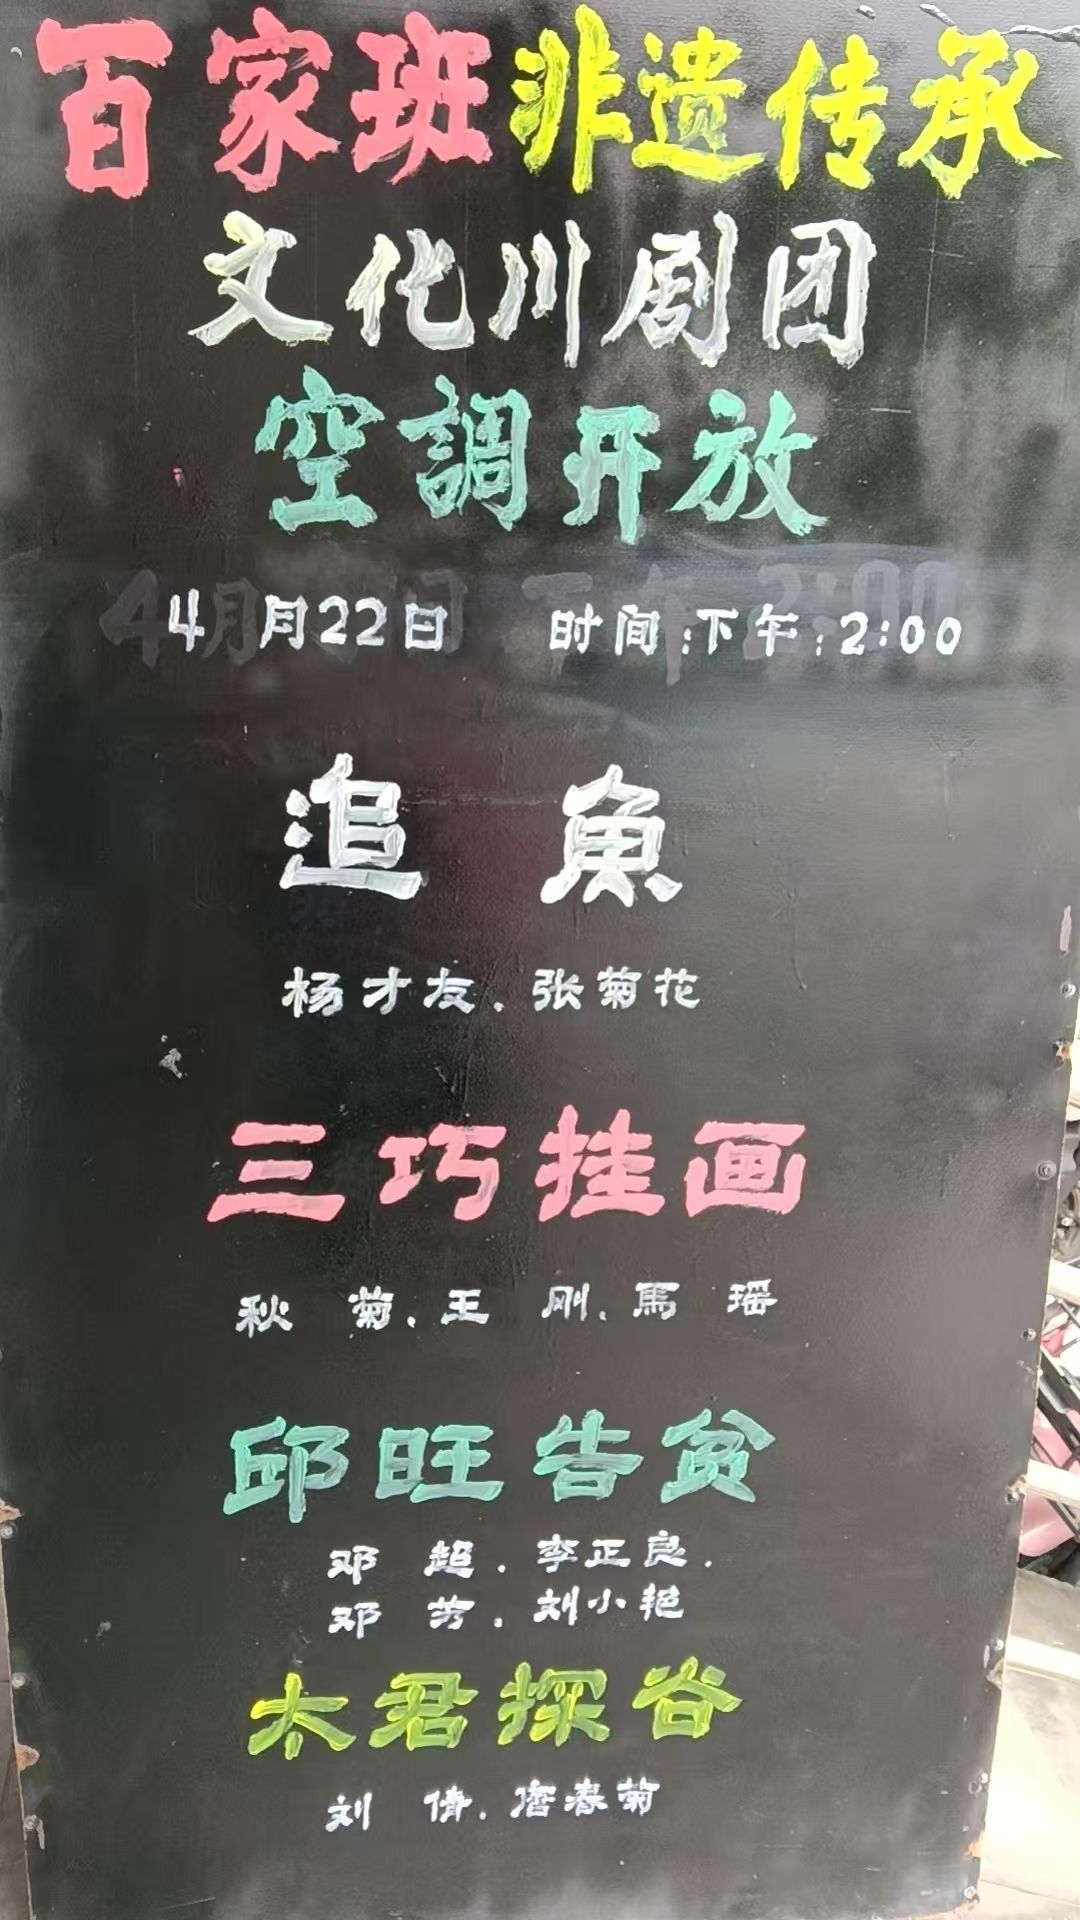 百家班非遗传承
文化川剧团
空調开放
4月22日 时间:下午:2:00
追 魚
杨才友.张菊花
三巧挂画
秋 菊.王 刚.馬 瑶
邱旺告贫
邓 超.李正良.
邓 芳.刘小艳
太君探谷
刘 倩.唐春菊